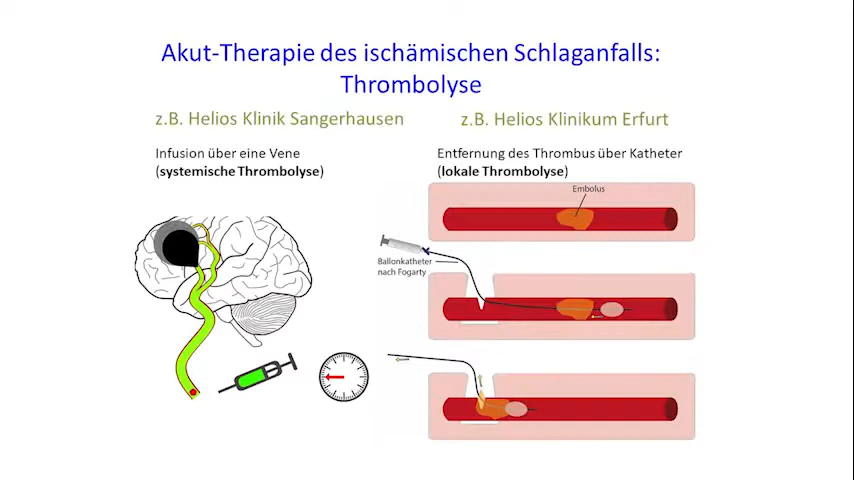 Akut-Therapie des ischämischen Schlaganfalls:
Thrombolyse
z.B. Helios Klinik Sangerhausen
z.B. Helios Klinikum Erfurt
Infusion über eine Vene
(systemische Thrombolyse)
Entfernung des Thrombus über Katheter
(lokale Thrombolyse)
Embolus
Ballonkatheter
nach Fogarty